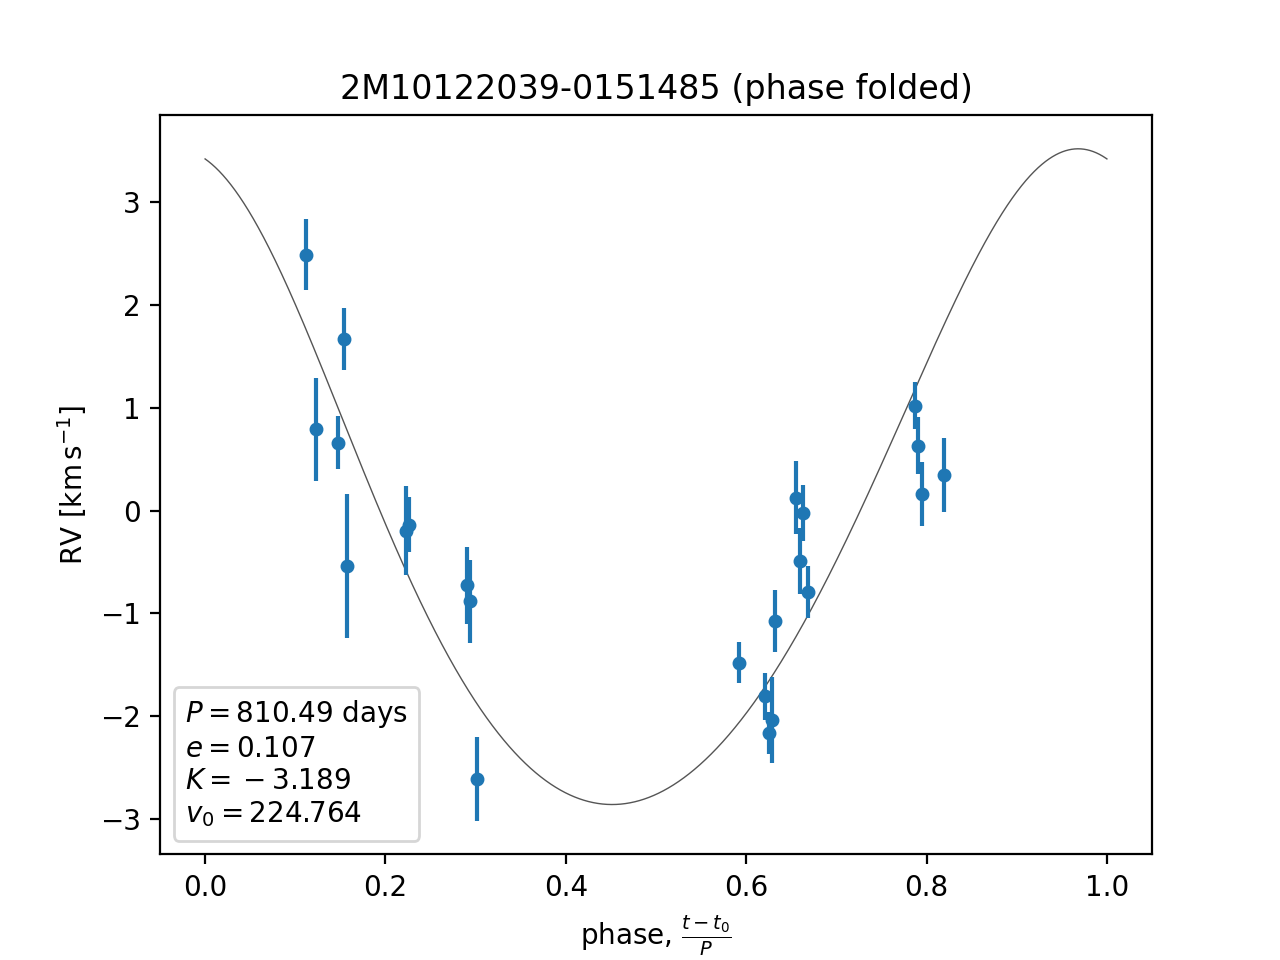 2M10122039-0151485 (phase folded)
RV [km s⁻¹]
3
2
1
0
−1
−2
−3
P = 810.49 days
e = 0.107
K = −3.189
v₀ = 224.764
0.0 0.2 0.4 0.6 0.8 1.0
phase, (t − t₀)/P